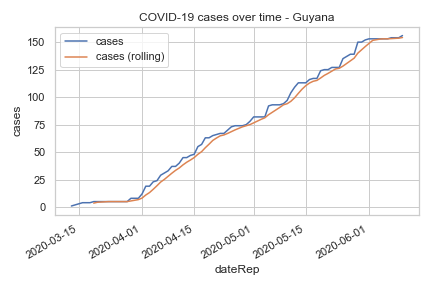 COVID-19 cases over time - Guyana
cases
cases (rolling)
150
125
100
75
50
25
0
cases
2020-03-15
2020-04-01
2020-04-15
2020-05-01
2020-05-15
2020-06-01
dateRep